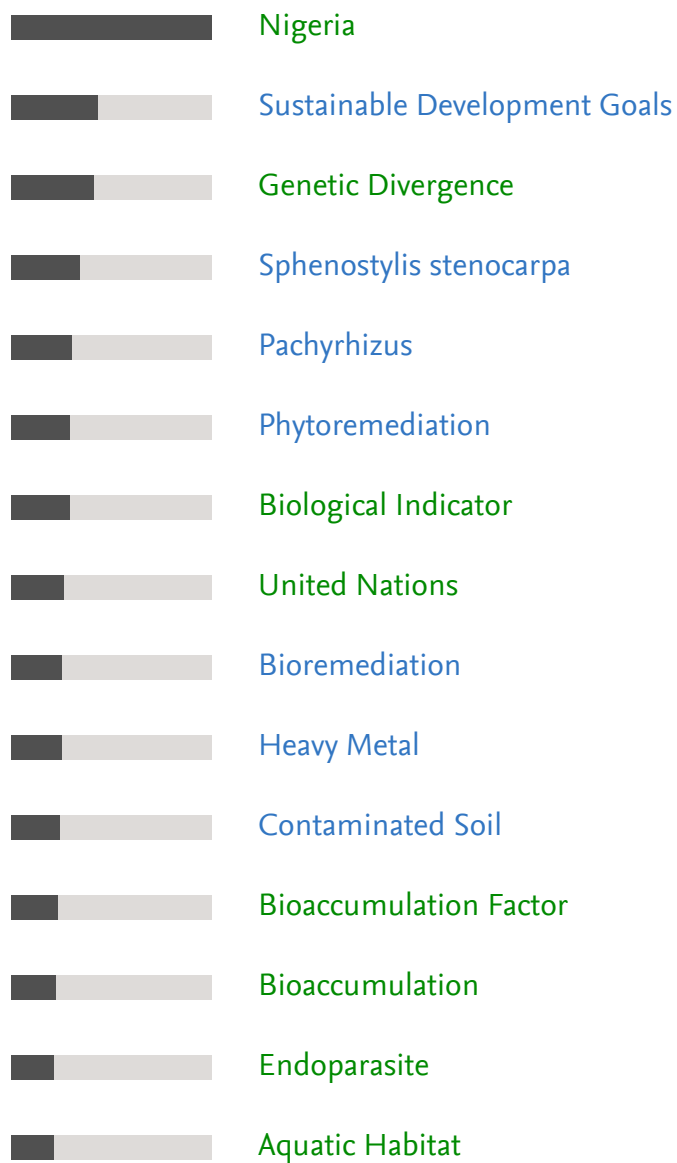 Nigeria
Sustainable Development Goals
Genetic Divergence
Sphenostylis stenocarpa
Pachyrhizus
Phytoremediation
Biological Indicator
United Nations
Bioremediation
Heavy Metal
Contaminated Soil
Bioaccumulation Factor
Bioaccumulation
Endoparasite
Aquatic Habitat